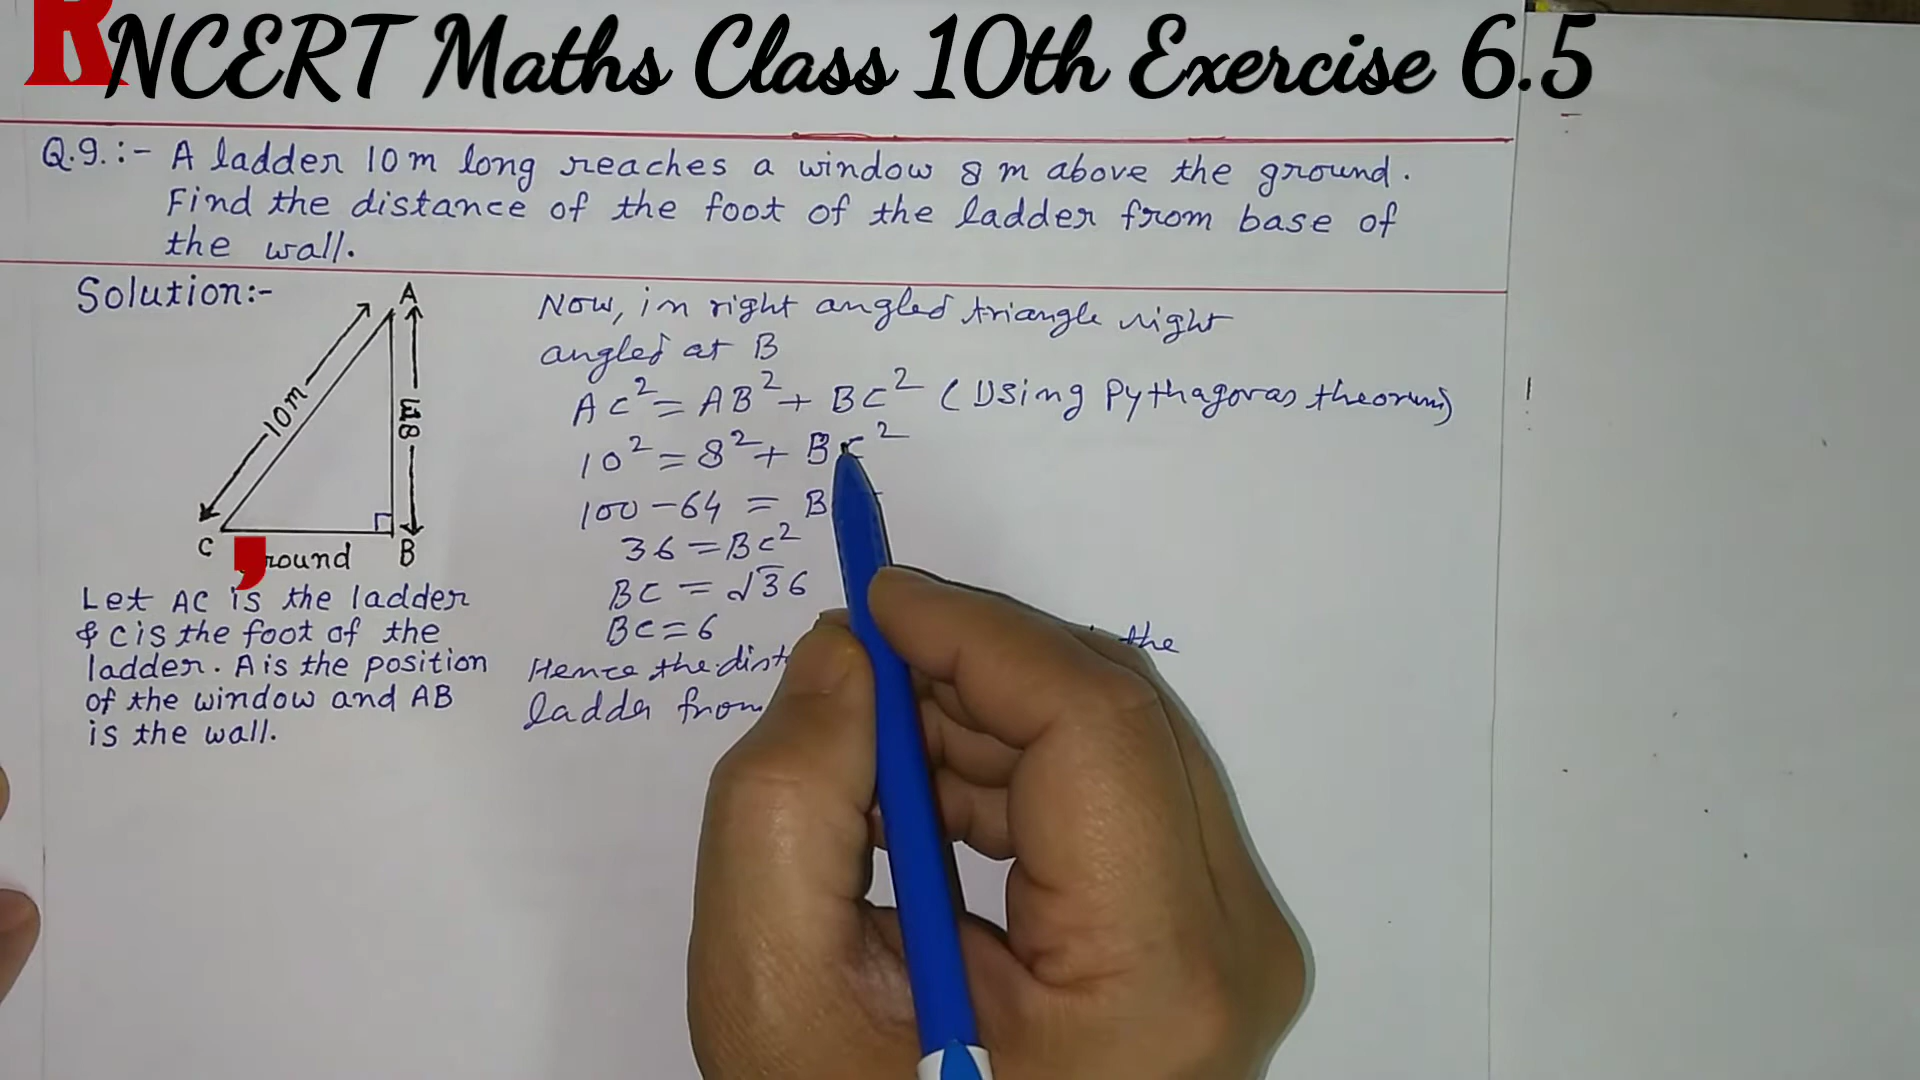 R
NCERT Maths Class 10th Exercise 6.5
Q.9.:- A ladder 10 m long reaches a window 8 m above the ground.
Find the distance of the foot of the ladder from base of
the wall.
Solution:-
A
10m
8m
C
B
round
Let AC is the ladder
& C is the foot of the
ladder. A is the position
of the window and AB
is the wall.
Now, in right angled triangle right
angled at B
AC² = AB² + BC² (Using Pythagoras theorem)
10² = 8² + BC²
100 - 64 = B
36 = BC²
BC = √36
BC = 6
Hence the dist the
ladder from